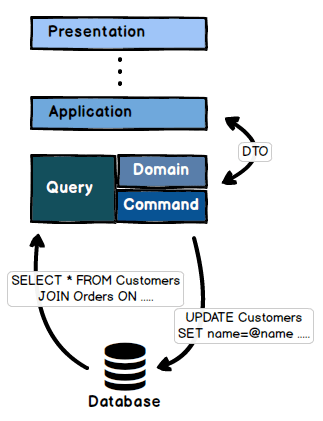 Presentation
Application
DTO
Domain
Query
Command
SELECT * FROM Customers
JOIN Orders ON .....
UPDATE Customers
SET name=@name .....
Database